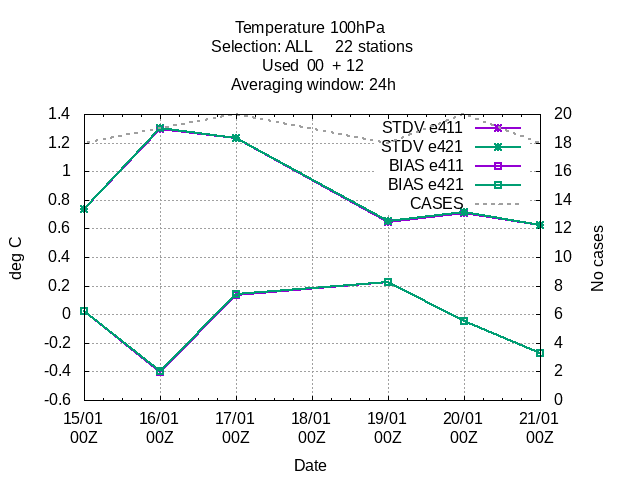 Temperature 100hPa
Selection: ALL 22 stations
Used 00 + 12
Averaging window: 24h
1.4
1.2
1
0.8
0.6
0.4
0.2
0
-0.2
-0.4
-0.6
deg C
20
18
16
14
12
10
8
6
4
2
0
No cases
STDV e411
STDV e421
BIAS e411
BIAS e421
CASES
15/01 16/01 17/01 18/01 19/01 20/01 21/01
00Z 00Z 00Z 00Z 00Z 00Z 00Z
Date